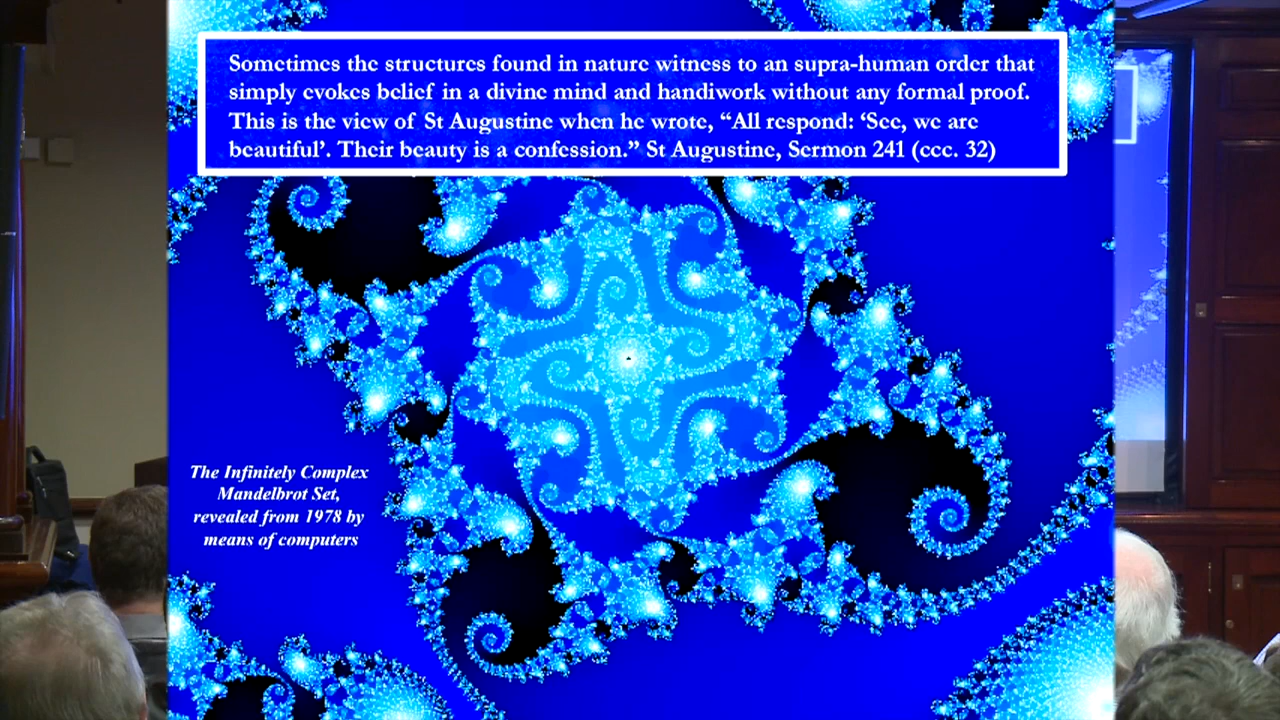 Sometimes the structures found in nature witness to an supra-human order that
simply evokes belief in a divine mind and handiwork without any formal proof.
This is the view of St Augustine when he wrote, “All respond: ‘See, we are
beautiful’. Their beauty is a confession.” St Augustine, Sermon 241 (ccc. 32)
The Infinitely Complex
Mandelbrot Set,
revealed from 1978 by
means of computers